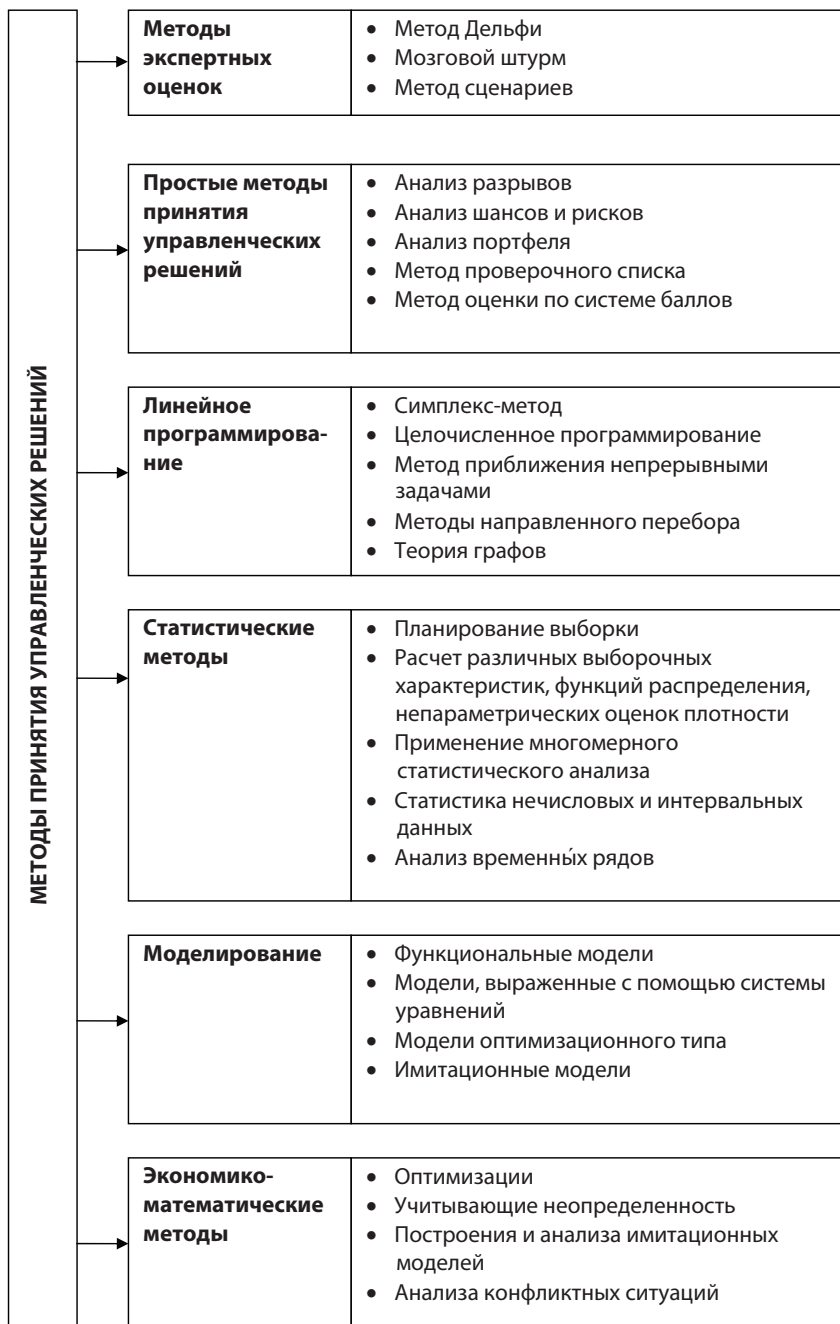 МЕТОДЫ ПРИНЯТИЯ УПРАВЛЕНЧЕСКИХ РЕШЕНИЙ
Методы
экспертных
оценок
• Метод Дельфи
• Мозговой штурм
• Метод сценариев
Простые методы
принятия
управленческих
решений
• Анализ разрывов
• Анализ шансов и рисков
• Анализ портфеля
• Метод проверочного списка
• Метод оценки по системе баллов
Линейное
программирова-
ние
• Симплекс-метод
• Целочисленное программирование
• Метод приближения непрерывными
задачами
• Методы направленного перебора
• Теория графов
Статистические
методы
• Планирование выборки
• Расчет различных выборочных
характеристик, функций распределения,
непараметрических оценок плотности
• Применение многомерного
статистического анализа
• Статистика нечисловых и интервальных
данных
• Анализ временны́х рядов
Моделирование
• Функциональные модели
• Модели, выраженные с помощью системы
уравнений
• Модели оптимизационного типа
• Имитационные модели
Экономико-
математические
методы
• Оптимизации
• Учитывающие неопределенность
• Построения и анализа имитационных
моделей
• Анализа конфликтных ситуаций